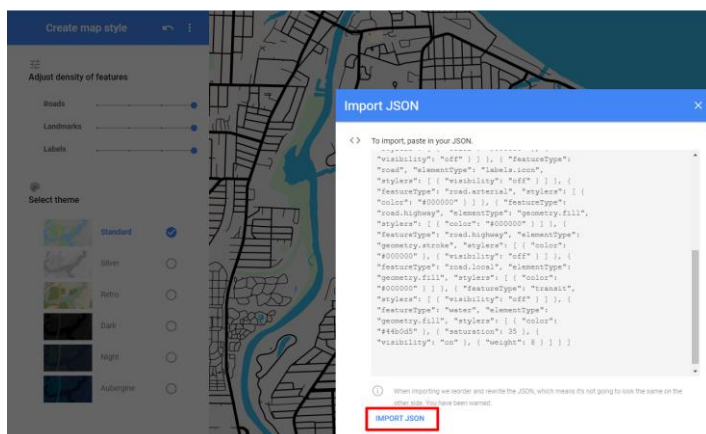 Create map style
Adjust density of features
Roads
Landmarks
Labels
Select theme
Standard
Silver
Retro
Dark
Night
Aubergine
Import JSON
<> To import, paste in your JSON.
"visibility": "off" } ] }, { "featureType":
"road", "elementType": "labels.icon",
"stylers": [ { "visibility": "off" } ] }, {
"featureType": "road.arterial", "stylers": [ {
"color": "#000000" } ] }, { "featureType":
"road.highway", "elementType": "geometry.fill",
"stylers": [ { "color": "#000000" } ] }, {
"featureType": "road.highway", "elementType":
"geometry.stroke", "stylers": [ { "color":
"#000000" }, { "visibility": "off" } ] }, {
"featureType": "road.local", "elementType":
"geometry.fill", "stylers": [ { "color":
"#000000" } ] }, { "featureType": "transit",
"stylers": [ { "visibility": "off" } ] }, {
"featureType": "water", "elementType":
"geometry.fill", "stylers": [ { "color":
"#44b0d5" }, { "saturation": 35 }, {
"visibility": "on" }, { "weight": 8 } ] } ]
When importing we reorder and rewrite the JSON, which means it's not going to look the same on the
other side. You have been warned.
IMPORT JSON